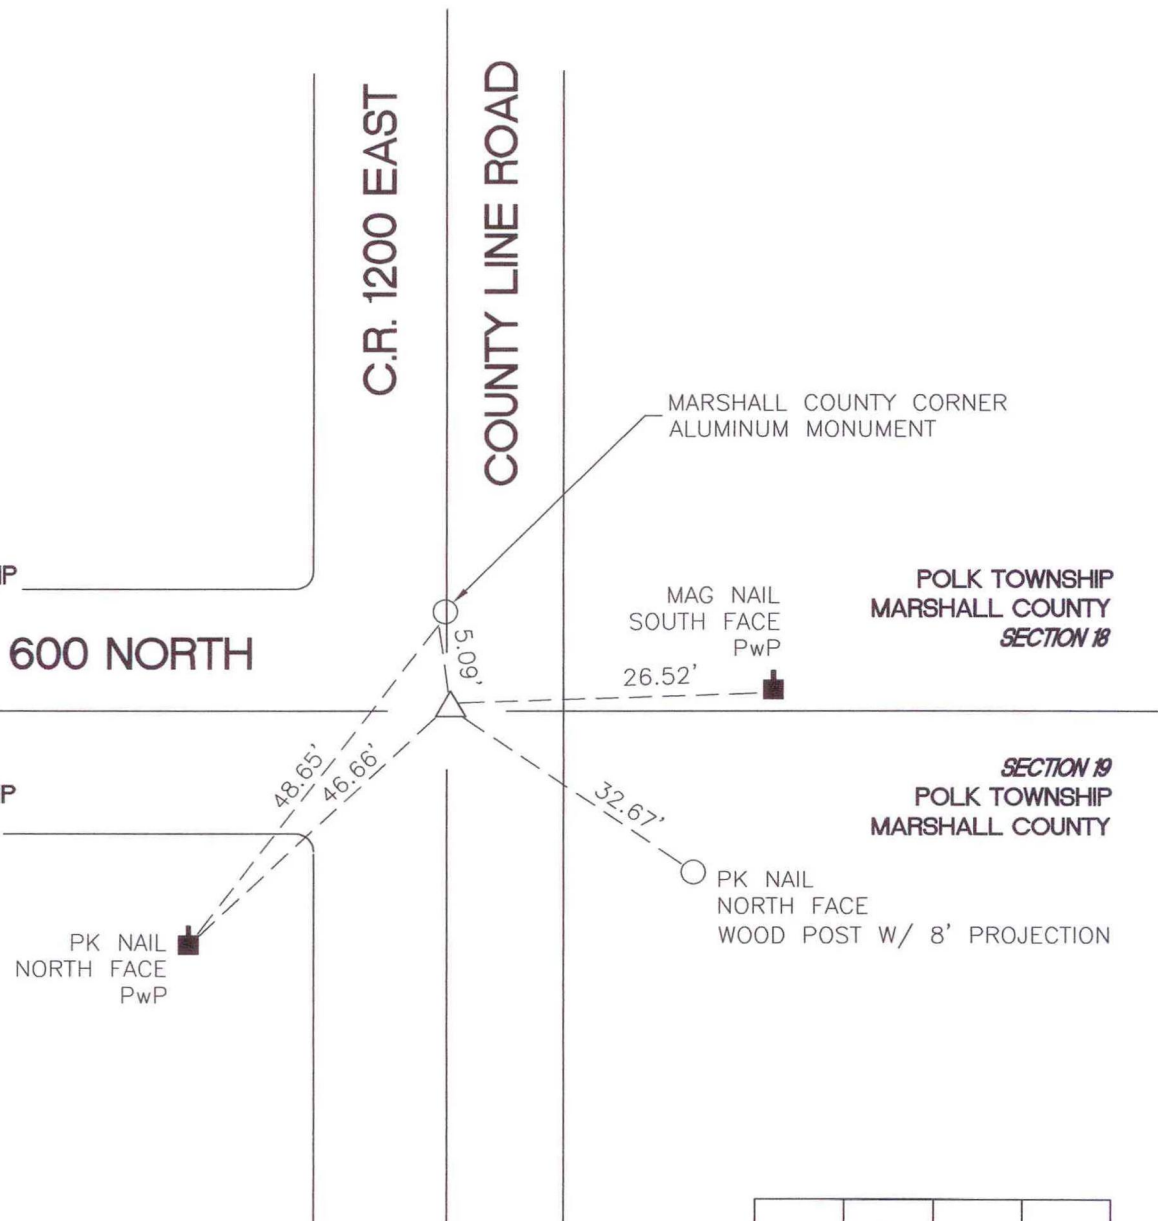 C.R. 1200 EAST
COUNTY LINE ROAD
MARSHALL COUNTY CORNER
ALUMINUM MONUMENT
POLK TOWNSHIP
MARSHALL COUNTY
SECTION 18
MAG NAIL
SOUTH FACE
PwP
600 NORTH
5.09'
26.52'
48.65'
46.66'
32.67'
SECTION 19
POLK TOWNSHIP
MARSHALL COUNTY
PK NAIL
NORTH FACE
WOOD POST W/ 8' PROJECTION
PK NAIL
NORTH FACE
PwP